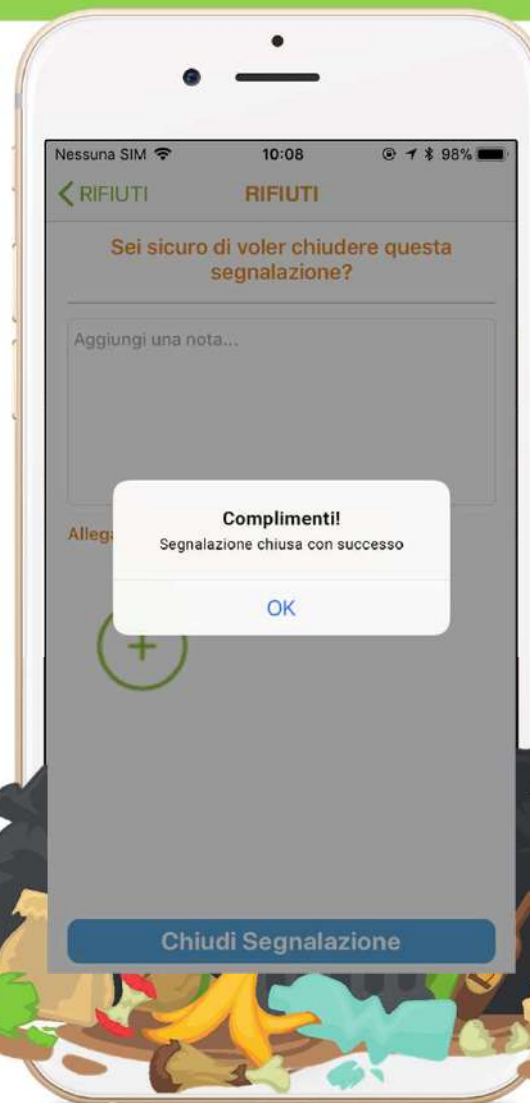 Nessuna SIM 10:08 98%
RIFIUTI RIFIUTI
Sei sicuro di voler chiudere questa
segnalazione?
Aggiungi una nota...
Complimenti!
Segnalazione chiusa con successo
OK
Chiudi Segnalazione